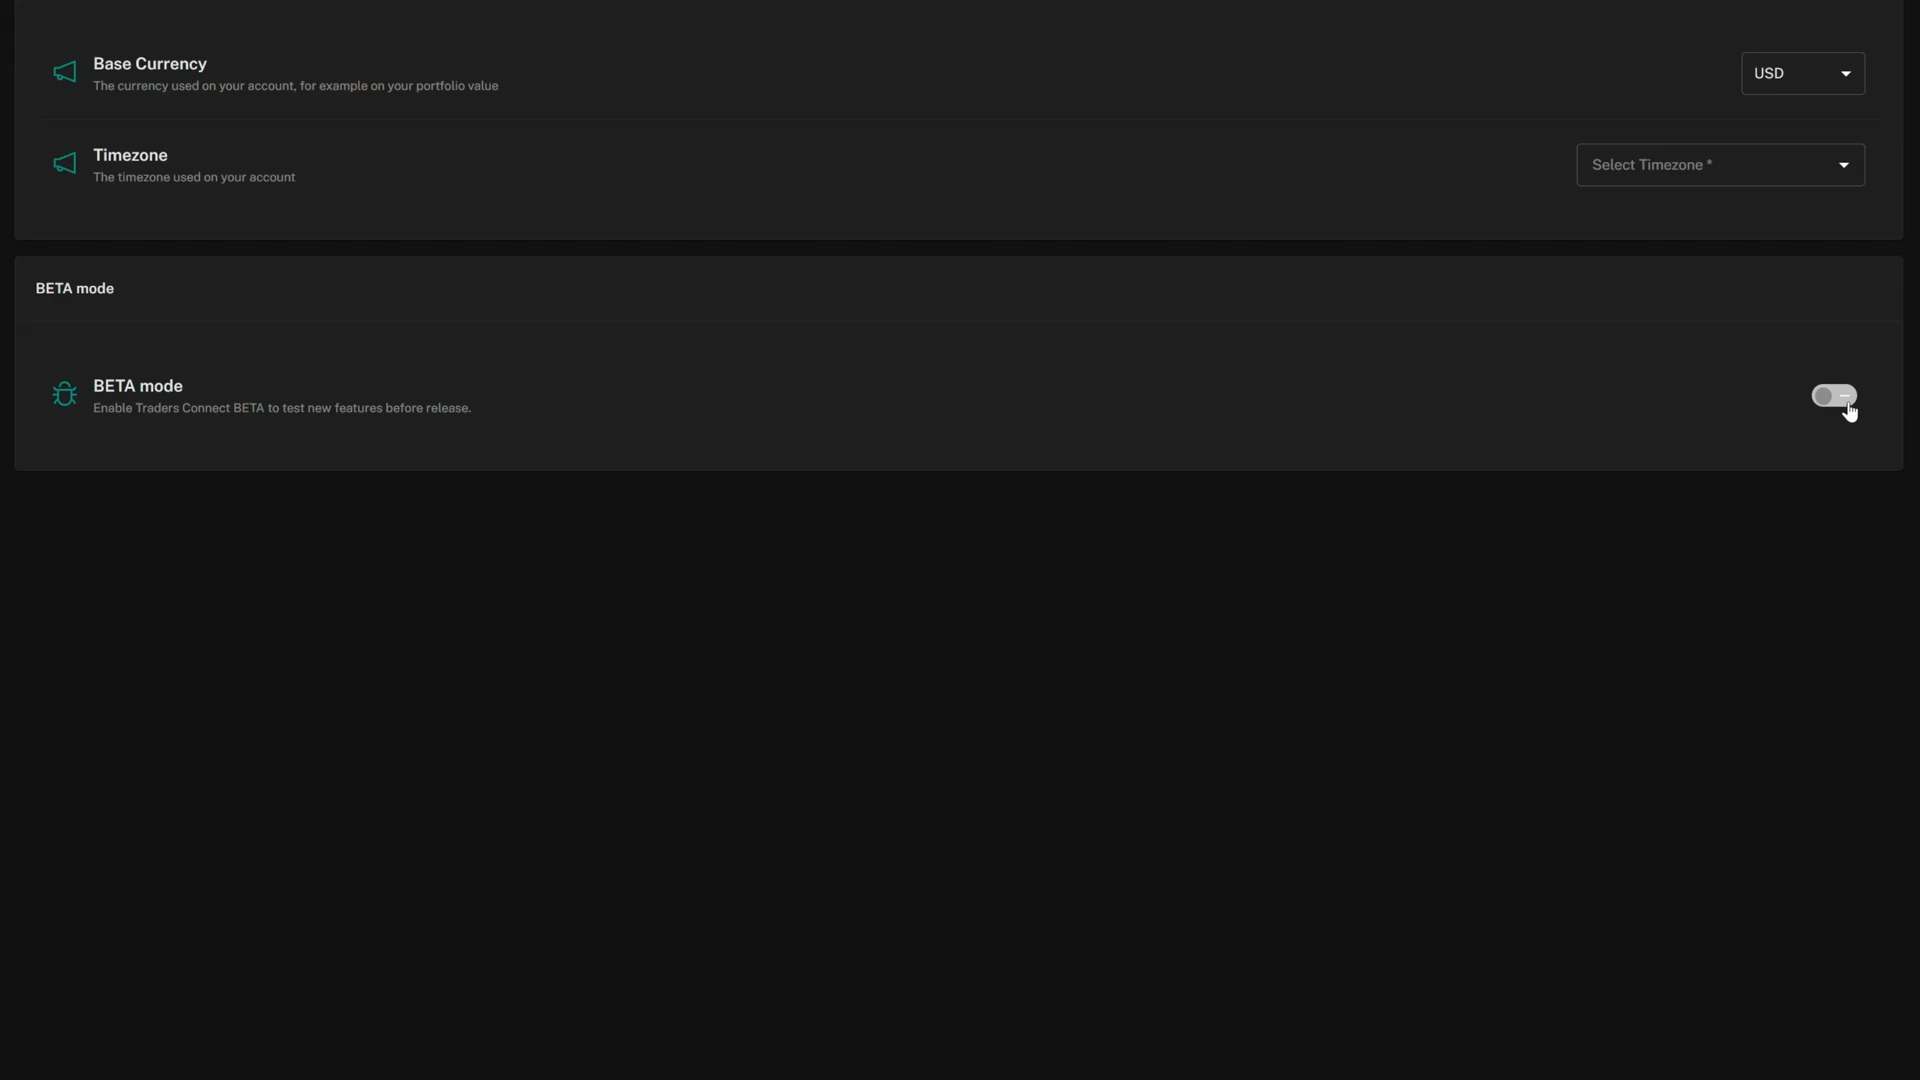 Base Currency
The currency used on your account, for example on your portfolio value
USD
Timezone
The timezone used on your account
Select Timezone *
BETA mode
BETA mode
Enable Traders Connect BETA to test new features before release.